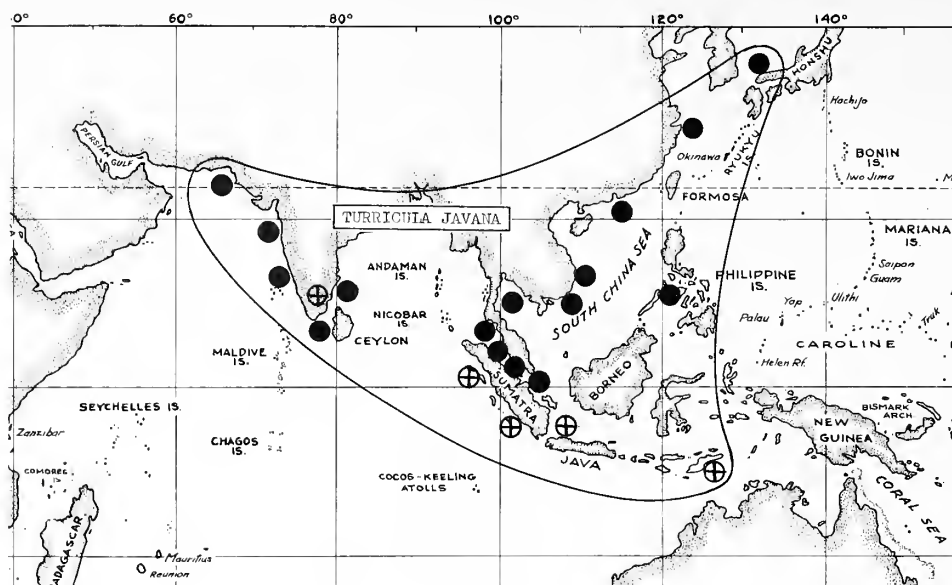 60°
80°
100°
120°
140°
PERSIAN GULF
HONSHU
Hachijo
Okinawa
RYUKYU IS.
BONIN
IS.
Iwo Jima
FORMOSA
TURRICULA JAVANA
MARIANA
IS.
ANDAMAN
IS.
SOUTH CHINA SEA
Saipan
Guam
PHILIPPINE
IS.
NICOBAR
IS
Yap
Ulithi
Truk
Palau
CEYLON
MALDIVE
IS.
CAROLINE
Helen Rf.
SUMATRA
BORNEO
SEYCHELLES IS.
BISMARK
ARCH.
Zanzibar
CHAGOS
IS.
NEW
GUINEA
JAVA
COMORES
COCOS-KEELING
ATOLLS
CORAL SEA
Mauritius
Reunion
ADAGASCAR